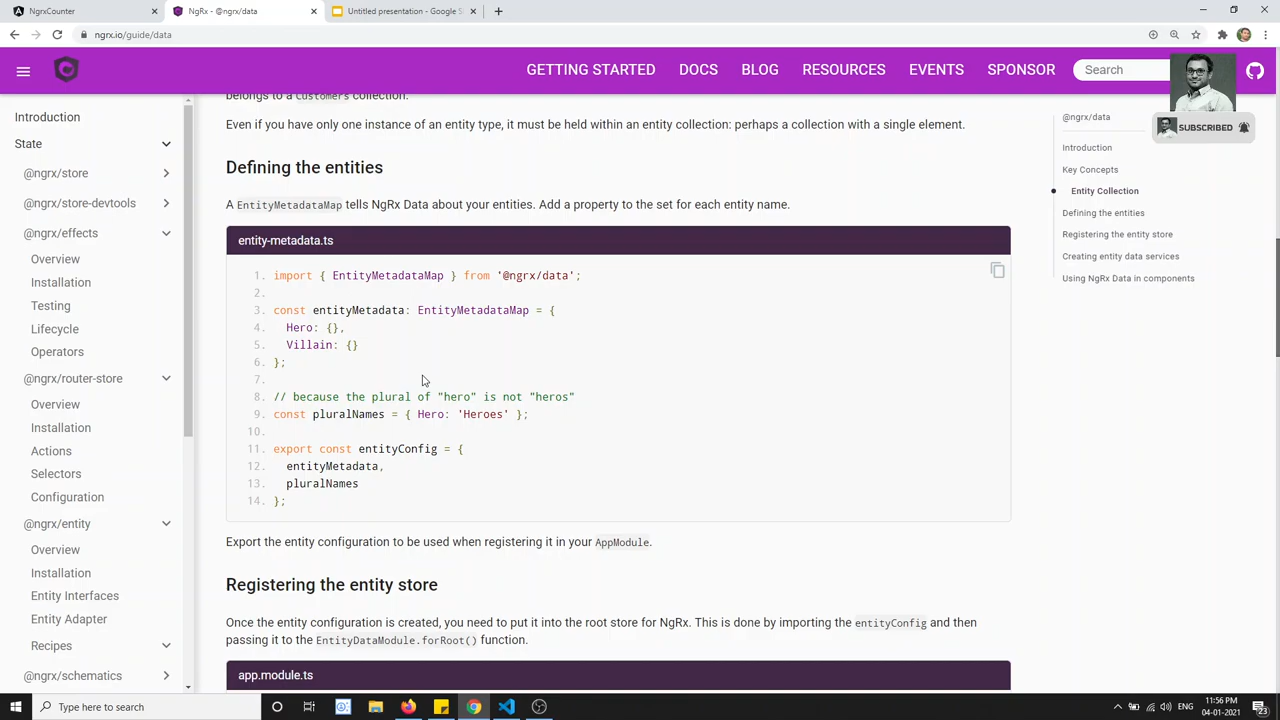 NgrxCounter
NgRx - @ngrx/data
Untitled presentation - Google S
ngrx.io/guide/data
GETTING STARTED
DOCS
BLOG
RESOURCES
EVENTS
SPONSOR
Search
SUBSCRIBED
Introduction
State
@ngrx/store
@ngrx/store-devtools
@ngrx/effects
Overview
Installation
Testing
Lifecycle
Operators
@ngrx/router-store
Overview
Installation
Actions
Selectors
Configuration
@ngrx/entity
Overview
Installation
Entity Interfaces
Entity Adapter
Recipes
@ngrx/schematics
belongs to a Customers collection.
Even if you have only one instance of an entity type, it must be held within an entity collection: perhaps a collection with a single element.
Defining the entities
A EntityMetadataMap tells NgRx Data about your entities. Add a property to the set for each entity name.
entity-metadata.ts
1. import { EntityMetadataMap } from '@ngrx/data';
2.
3. const entityMetadata: EntityMetadataMap = {
4. Hero: {},
5. Villain: {}
6. };
7.
8. // because the plural of "hero" is not "heros"
9. const pluralNames = { Hero: 'Heroes' };
10.
11. export const entityConfig = {
12. entityMetadata,
13. pluralNames
14. };
Export the entity configuration to be used when registering it in your AppModule.
Registering the entity store
Once the entity configuration is created, you need to put it into the root store for NgRx. This is done by importing the entityConfig and then
passing it to the EntityDataModule.forRoot() function.
app.module.ts
@ngrx/data
Introduction
Key Concepts
Entity Collection
Defining the entities
Registering the entity store
Creating entity data services
Using NgRx Data in components
Type here to search
ENG
11:56 PM
04-01-2021
23